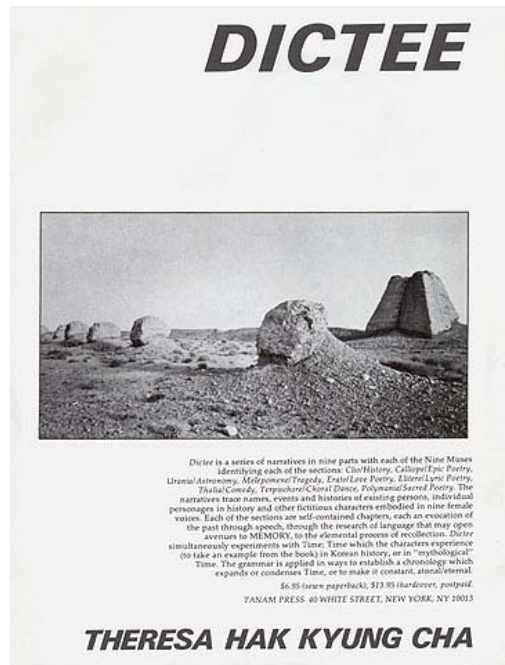 DICTEE
Dictee is a series of narratives in nine parts with each of the Nine Muses
identifying each of the sections: Clio/History, Calliope/Epic Poetry,
Urania/Astronomy, Melepomene/Tragedy, Erato/Love Poetry, Elitere/Lyric Poetry,
Thalia/Comedy, Terpsichore/Choral Dance, Polymania/Sacred Poetry. The
narratives trace names, events and histories of existing persons, individual
personages in history and other fictitious characters embodied in nine female
voices. Each of the sections are self-contained chapters, each an evocation of
the past through speech, through the research of language that may open
avenues to MEMORY, to the elemental process of recollection. Dictee
simultaneously experiments with Time; Time which the characters experience
(to take an example from the book) in Korean history, or in "mythological"
Time. The grammar is applied in ways to establish a chronology which
expands or condenses Time, or to make it constant, atonal/eternal.
$6.95 (sewn paperback), $13.95 (hardcover, postpaid.
TANAM PRESS 40 WHITE STREET, NEW YORK, NY 10013
THERESA HAK KYUNG CHA